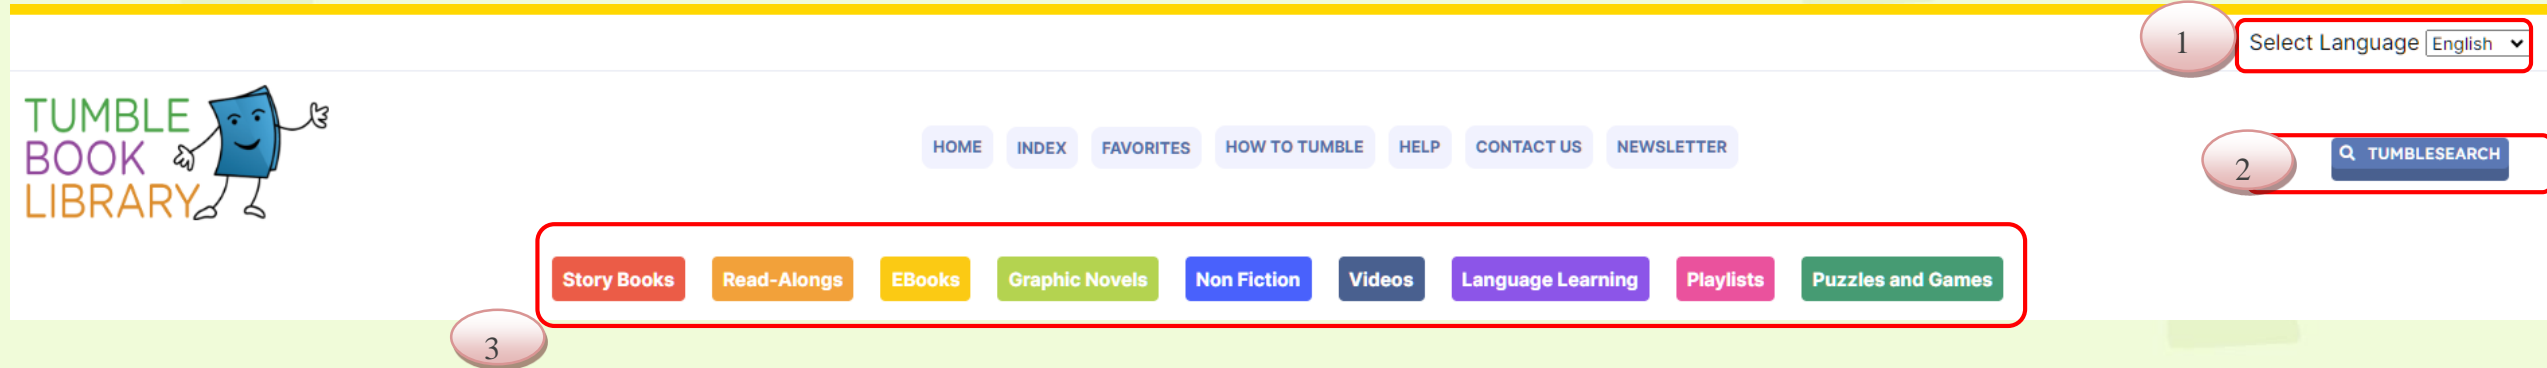 1
Select Language English
TUMBLE
BOOK
LIBRARY
HOME INDEX FAVORITES HOW TO TUMBLE HELP CONTACT US NEWSLETTER
2
TUMBLESEARCH
Story Books Read-Alongs EBooks Graphic Novels Non Fiction Videos Language Learning Playlists Puzzles and Games
3